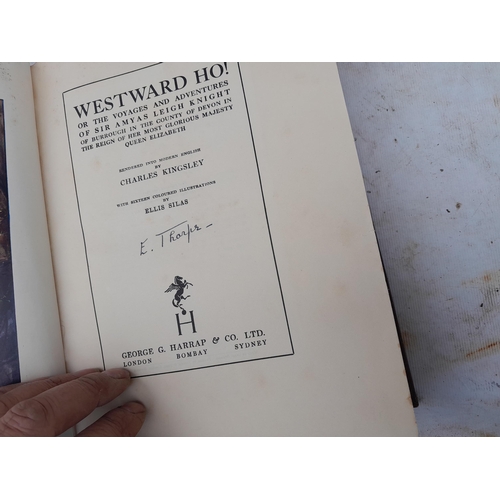 WESTWARD HO!
OR THE VOYAGES AND ADVENTURES
OF SIR AMYAS LEIGH KNIGHT
OF BURROUGH IN THE COUNTY OF DEVON IN
THE REIGN OF HER MOST GLORIOUS MAJESTY
QUEEN ELIZABETH
RENDERED INTO MODERN ENGLISH
BY
CHARLES KINGSLEY
WITH SIXTEEN COLOURED ILLUSTRATIONS
BY
ELLIS SILAS
E. Thorpe
H
GEORGE G. HARRAP & CO. LTD.
LONDON BOMBAY SYDNEY